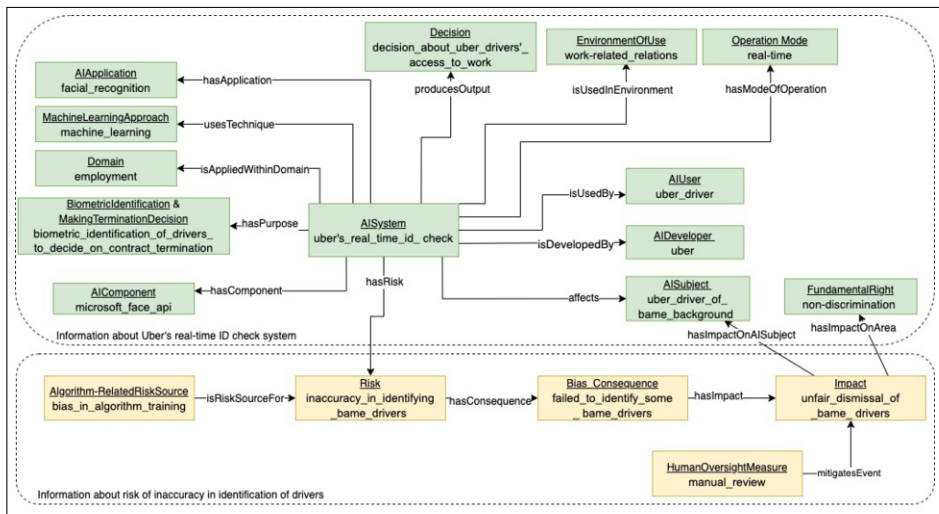 Decision
decision_about_uber_drivers'_
access_to_work
EnvironmentOfUse
work-related_relations
Operation Mode
real-time
AIApplication
facial_recognition
hasApplication
producesOutput
isUsedInEnvironment
hasModeOfOperation
MachineLearningApproach
machine_learning
usesTechnique
Domain
employment
isAppliedWithinDomain
AIUser
uber_driver
isUsedBy
BiometricIdentification &
MakingTerminationDecision
biometric_identification_of_drivers_
to_decide_on_contract_termination
hasPurpose
AISystem
uber's_real_time_id_ check
AIDeveloper
uber
isDevelopedBy
hasRisk
AIComponent
microsoft_face_api
hasComponent
affects
AISubject
uber_driver_of_
bame_background
FundamentalRight
non-discrimination
hasImpactOnAISubject
hasImpactOnArea
Information about Uber's real-time ID check system
Algorithm-RelatedRiskSource
bias_in_algorithm_training
isRiskSourceFor
Risk
inaccuracy_in_identifying
_bame_drivers
hasConsequence
Bias_Consequence
failed_to_identify_some
_ bame_drivers
hasImpact
Impact
unfair_dismissal_of
_bame_ drivers
HumanOversightMeasure
manual_review
mitigatesEvent
Information about risk of inaccuracy in identification of drivers